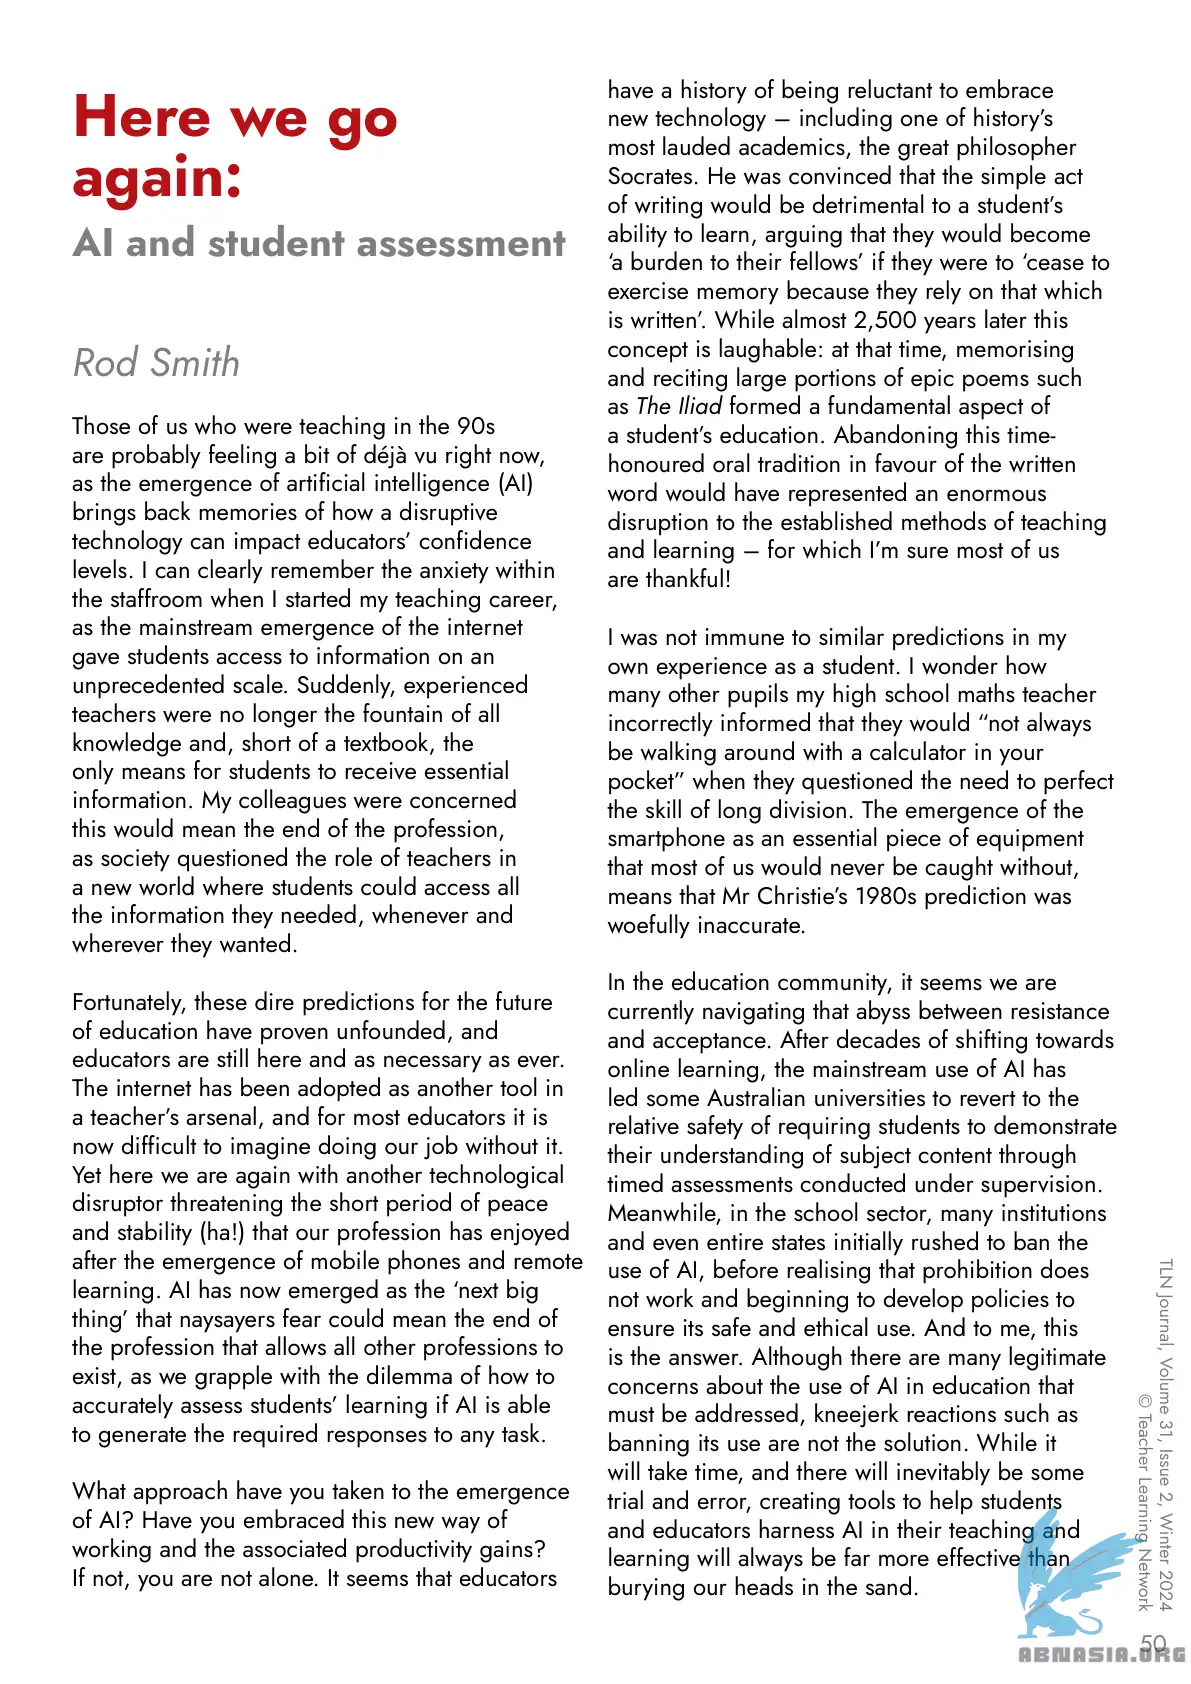 Here we go
again:
AI and student assessment
Rod Smith
Those of us who were teaching in the 90s
are probably feeling a bit of déjà vu right now,
as the emergence of artificial intelligence (AI)
brings back memories of how a disruptive
technology can impact educators’ confidence
levels. I can clearly remember the anxiety within
the staffroom when I started my teaching career,
as the mainstream emergence of the internet
gave students access to information on an
unprecedented scale. Suddenly, experienced
teachers were no longer the fountain of all
knowledge and, short of a textbook, the
only means for students to receive essential
information. My colleagues were concerned
this would mean the end of the profession,
as society questioned the role of teachers in
a new world where students could access all
the information they needed, whenever and
wherever they wanted.
Fortunately, these dire predictions for the future
of education have proven unfounded, and
educators are still here and as necessary as ever.
The internet has been adopted as another tool in
a teacher’s arsenal, and for most educators it is
now difficult to imagine doing our job without it.
Yet here we are again with another technological
disruptor threatening the short period of peace
and stability (ha!) that our profession has enjoyed
after the emergence of mobile phones and remote
learning. AI has now emerged as the ‘next big
thing’ that naysayers fear could mean the end of
the profession that allows all other professions to
exist, as we grapple with the dilemma of how to
accurately assess students’ learning if AI is able
to generate the required responses to any task.
What approach have you taken to the emergence
of AI? Have you embraced this new way of
working and the associated productivity gains?
If not, you are not alone. It seems that educators
have a history of being reluctant to embrace
new technology – including one of history’s
most lauded academics, the great philosopher
Socrates. He was convinced that the simple act
of writing would be detrimental to a student’s
ability to learn, arguing that they would become
‘a burden to their fellows’ if they were to ‘cease to
exercise memory because they rely on that which
is written’. While almost 2,500 years later this
concept is laughable: at that time, memorising
and reciting large portions of epic poems such
as The Iliad formed a fundamental aspect of
a student’s education. Abandoning this time-
honoured oral tradition in favour of the written
word would have represented an enormous
disruption to the established methods of teaching
and learning – for which I’m sure most of us
are thankful!
I was not immune to similar predictions in my
own experience as a student. I wonder how
many other pupils my high school maths teacher
incorrectly informed that they would “not always
be walking around with a calculator in your
pocket” when they questioned the need to perfect
the skill of long division. The emergence of the
smartphone as an essential piece of equipment
that most of us would never be caught without,
means that Mr Christie’s 1980s prediction was
woefully inaccurate.
In the education community, it seems we are
currently navigating that abyss between resistance
and acceptance. After decades of shifting towards
online learning, the mainstream use of AI has
led some Australian universities to revert to the
relative safety of requiring students to demonstrate
their understanding of subject content through
timed assessments conducted under supervision.
Meanwhile, in the school sector, many institutions
and even entire states initially rushed to ban the
use of AI, before realising that prohibition does
not work and beginning to develop policies to
ensure its safe and ethical use. And to me, this
is the answer. Although there are many legitimate
concerns about the use of AI in education that
must be addressed, kneejerk reactions such as
banning its use are not the solution. While it
will take time, and there will inevitably be some
trial and error, creating tools to help students
and educators harness AI in their teaching and
learning will always be far more effective than
burying our heads in the sand.
TLN Journal, Volume 31, Issue 2, Winter 2024
© Teacher Learning Network
50
ABNASIA.ORG